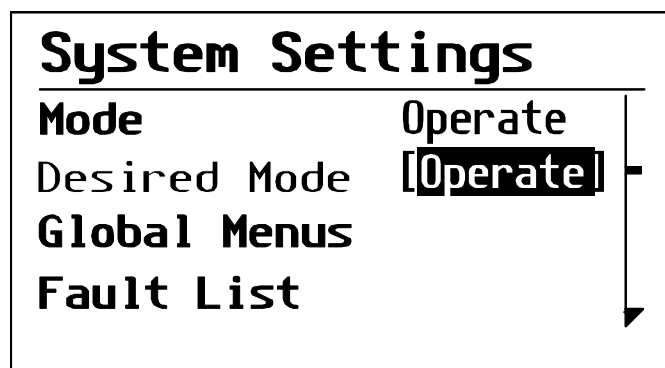 System Settings
Mode Operate
Desired Mode [Operate]
Global Menus
Fault List